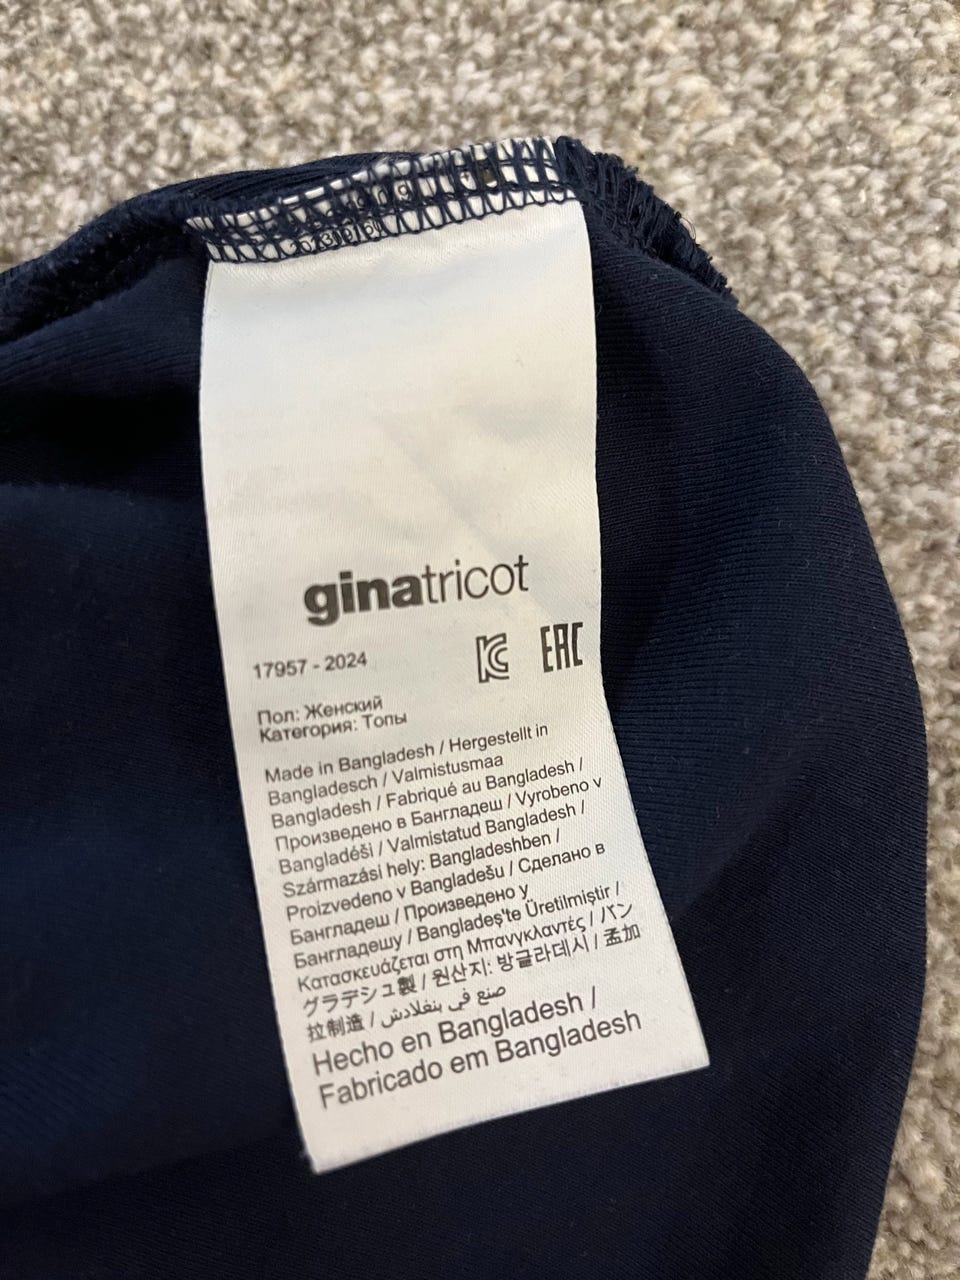 ginatricot
17957 - 2024
EAC
Пол: Женский
Категория: Топы
Made in Bangladesh / Hergestellt in
Bangladesch / Valmistusmaa
Bangladesh / Fabriqué au Bangladesh /
Произведено в Бангладеш / Vyrobeno v
Bangladéši / Valmistatud Bangladesh /
Származási hely: Bangladeshben /
Proizvedeno v Bangladešu / Сделано в
Бангладеш / Произведено у
Бангладешу / Bangladeş'te Üretilmiştir /
Κατασκευάζεται στη Μπανγκλαντές / バン
グラデシュ製 / 원산지: 방글라데시 / 孟加
拉制造 / صنع في بنغلادش
Hecho en Bangladesh /
Fabricado em Bangladesh